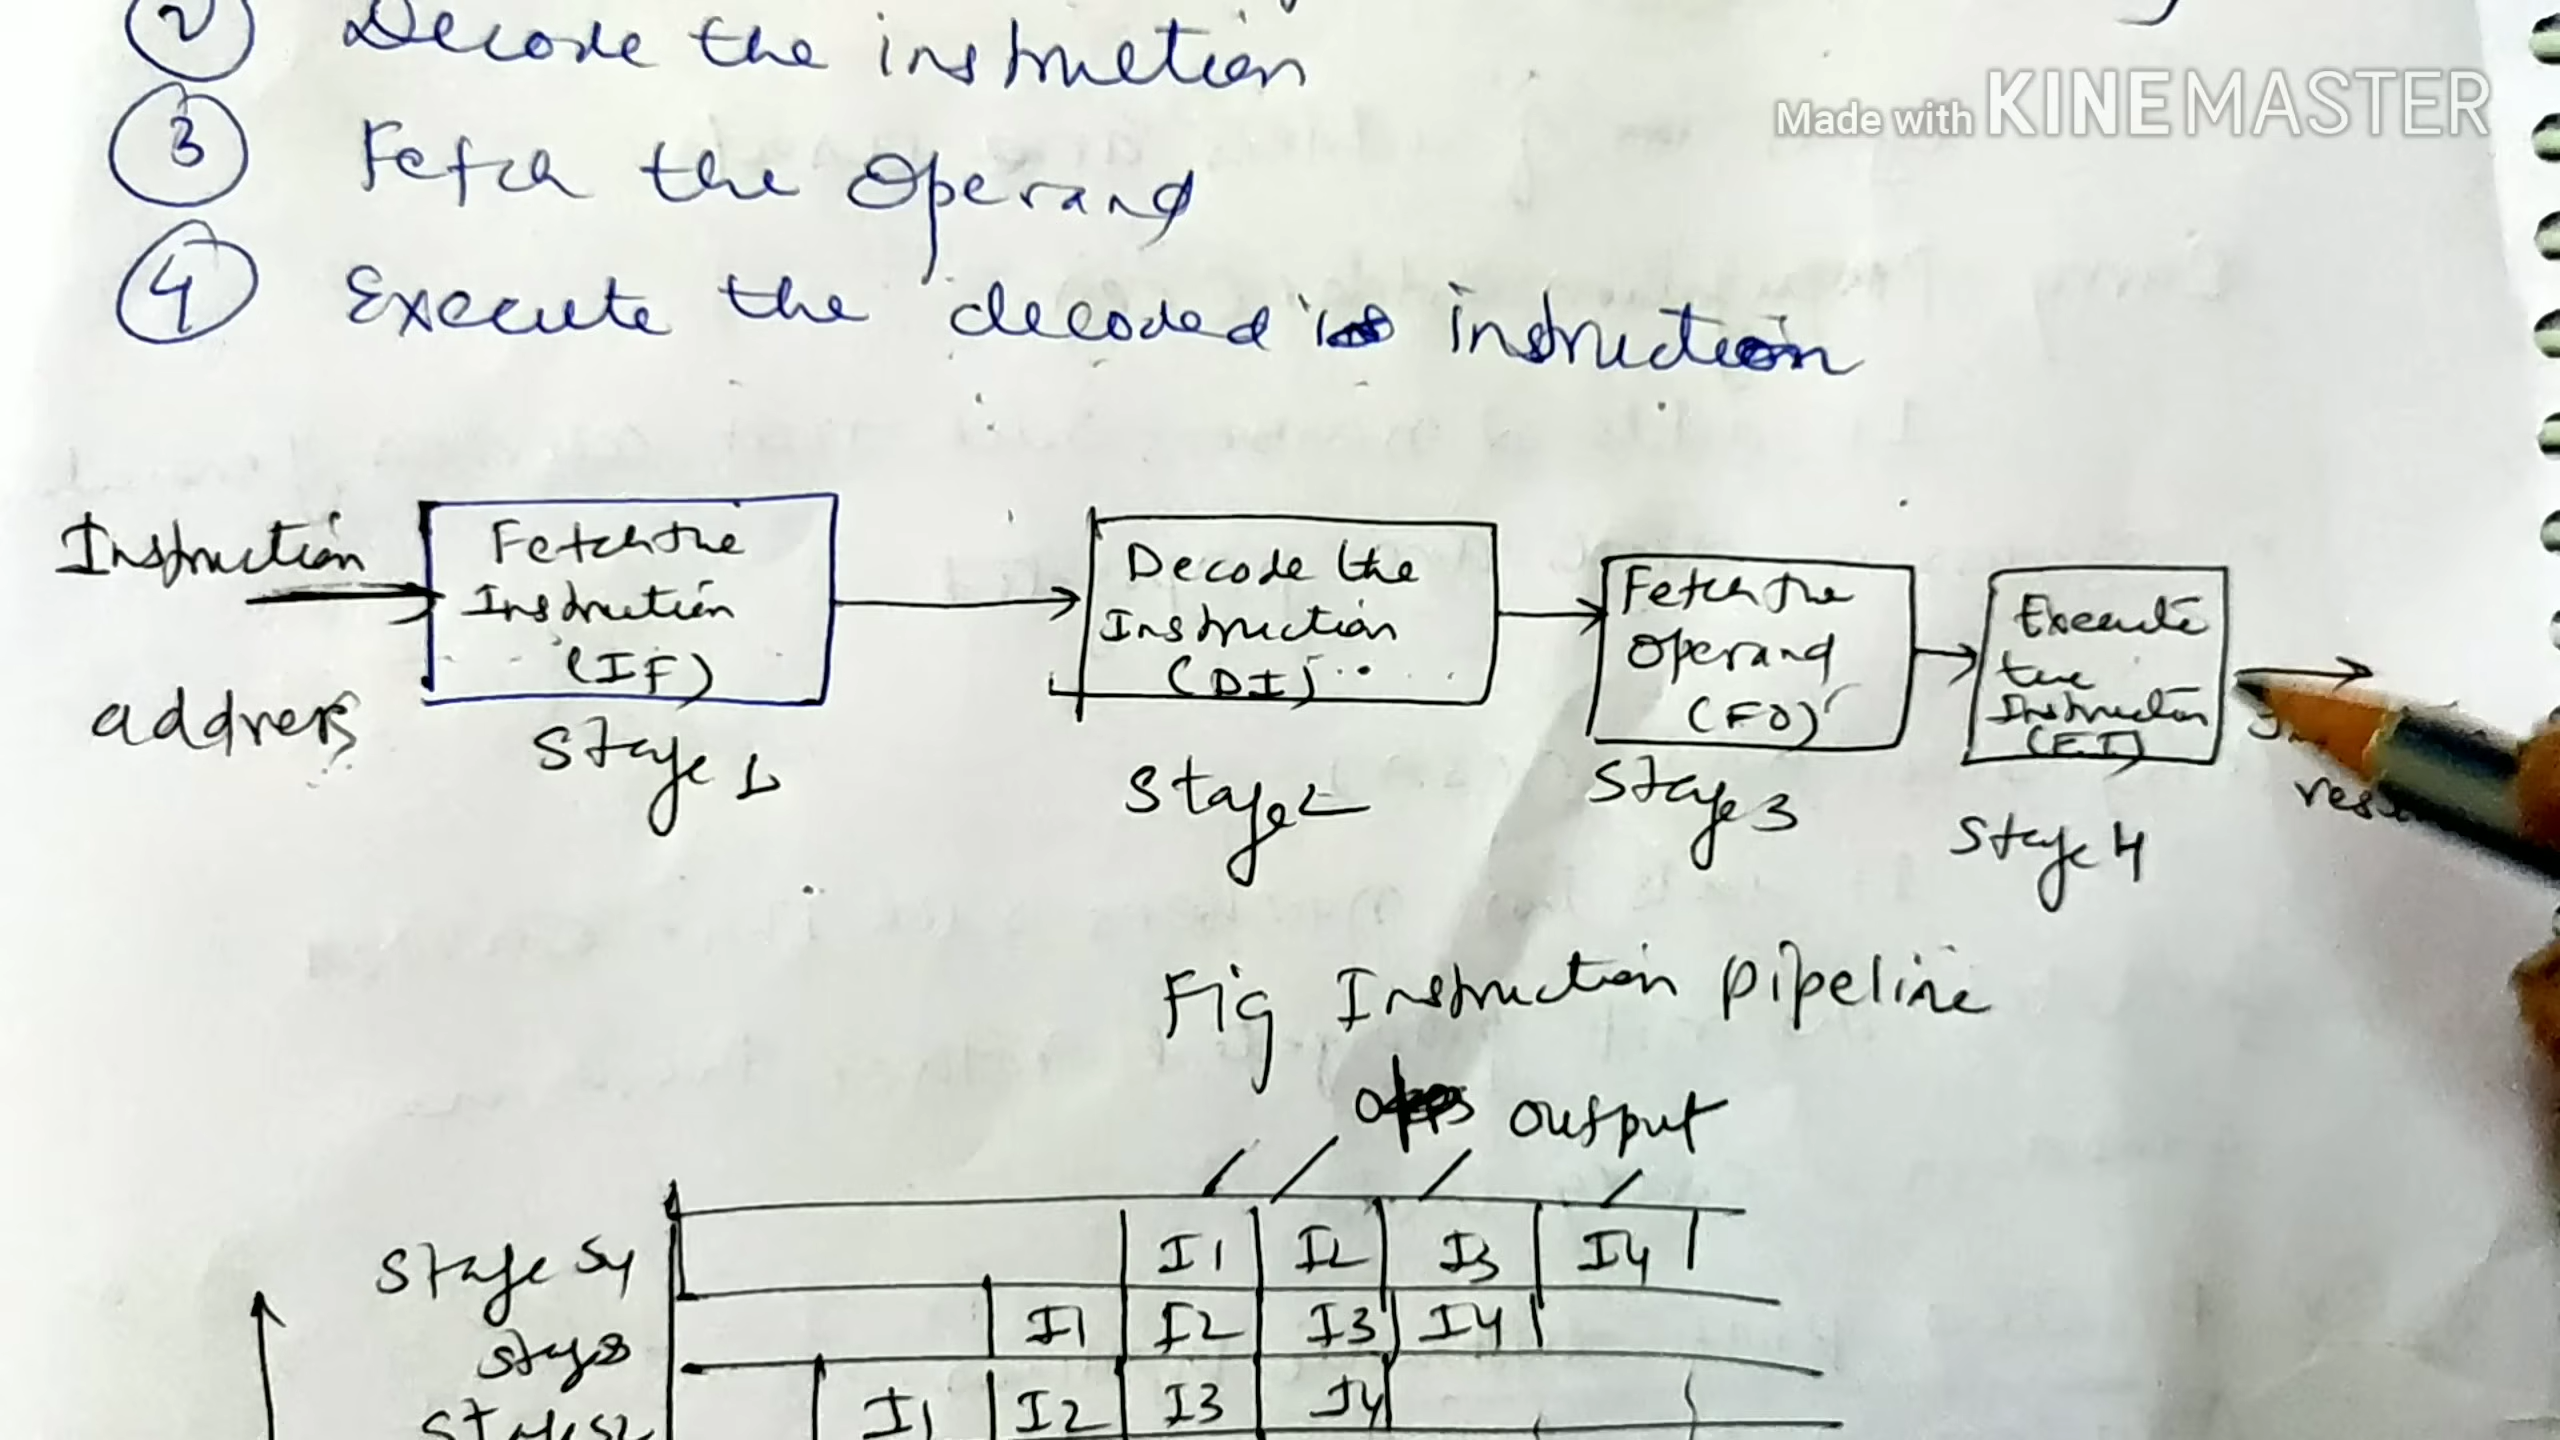 2 Decode the instruction
Made with KINEMASTER
3 Fetch the Operand
4 Execute the decoded instruction
Instruction
address
Fetch the
Instruction
(IF)
Stage 1
Decode the
Instruction
(DI)
Stage 2
Fetch the
Operand
(FO)
Stage 3
Execute
the
Instruction
(EI)
Stage 4
Fig Instruction pipeline
output
Stage S4 I1 I2 I3 I4
I1 I2 I3 I4
I1 I2 I3 I4